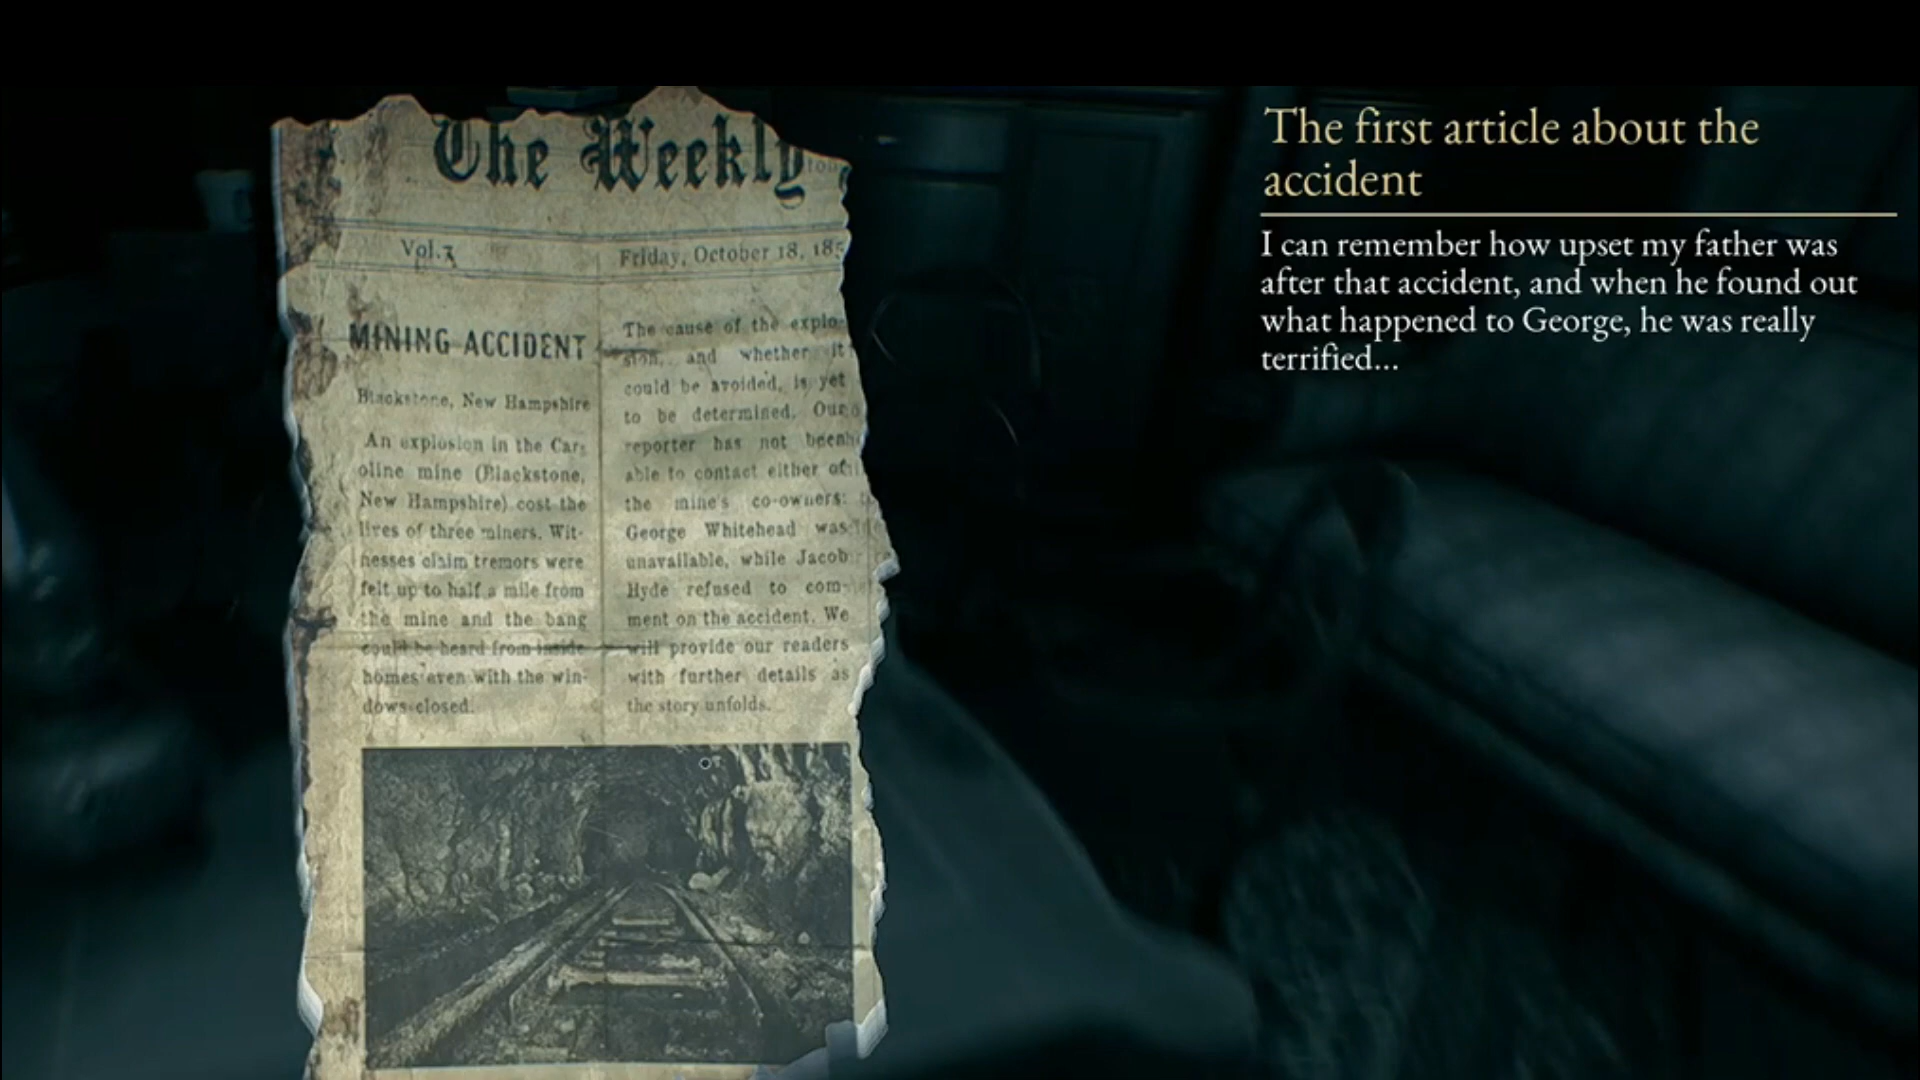 The Weekly
Vol.3
Friday, October 18, 185
MINING ACCIDENT
Blackstone, New Hampshire
An explosion in the Car-
oline mine (Blackstone,
New Hampshire) cost the
lives of three miners. Wit-
nesses claim tremors were
felt up to half a mile from
the mine and the bang
could be heard from inside
homes even with the win-
dows closed.
The cause of the explo-
sion, and whether it
could be avoided, is yet
to be determined. Our
reporter has not been
able to contact either of
the mine's co-owners:
George Whitehead was
unavailable, while Jacob
Hyde refused to com-
ment on the accident. We
will provide our readers
with further details as
the story unfolds.
The first article about the
accident
I can remember how upset my father was
after that accident, and when he found out
what happened to George, he was really
terrified...